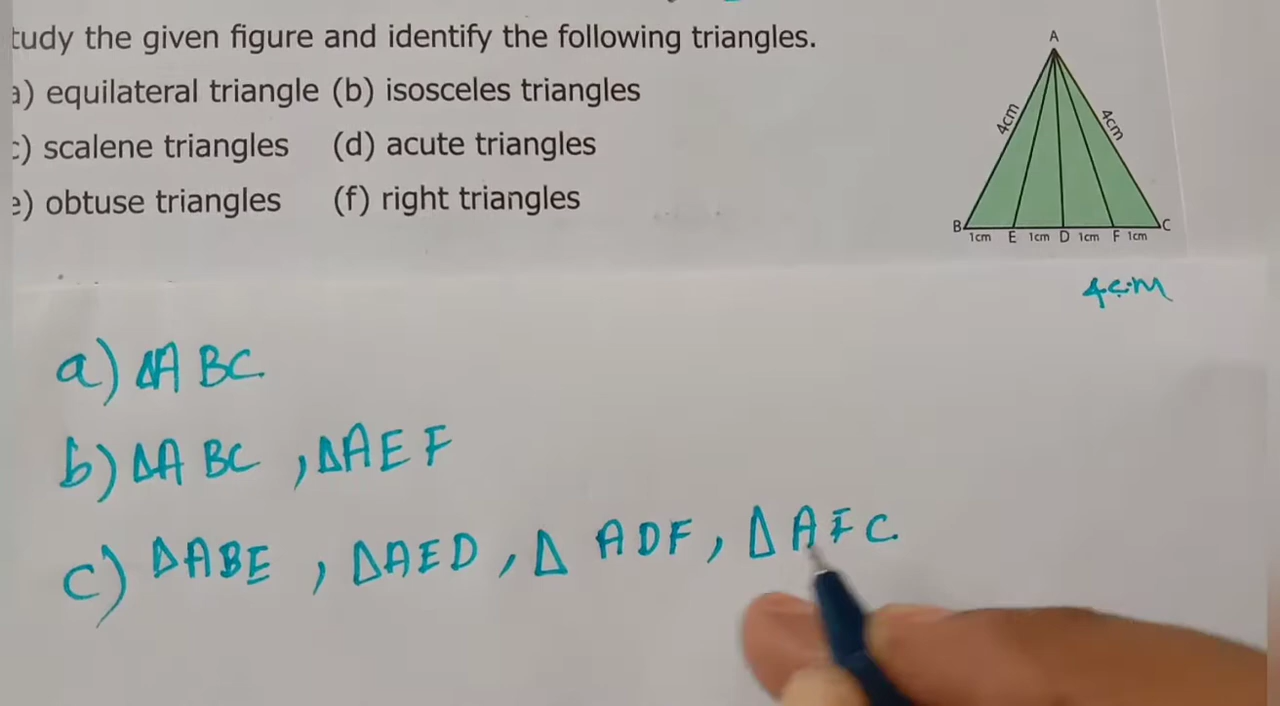 tudy the given figure and identify the following triangles.
a) equilateral triangle (b) isosceles triangles
c) scalene triangles (d) acute triangles
e) obtuse triangles (f) right triangles
A
4cm 4cm
B E D F C
1cm 1cm 1cm 1cm
4cm
a) ΔABC
b) ΔABC, ΔAEF
c) ΔABE, ΔAED, Δ ADF, ΔAFC.